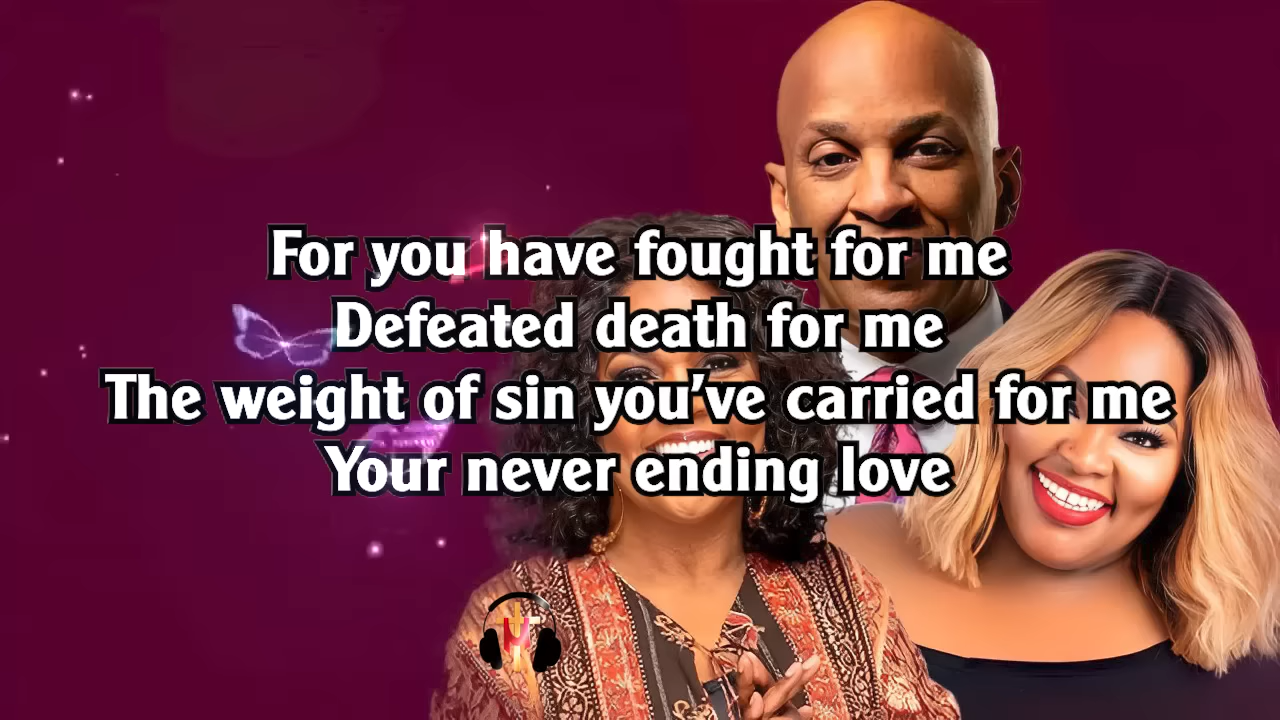 For you have fought for me
Defeated death for me
The weight of sin you've carried for me
Your never ending love